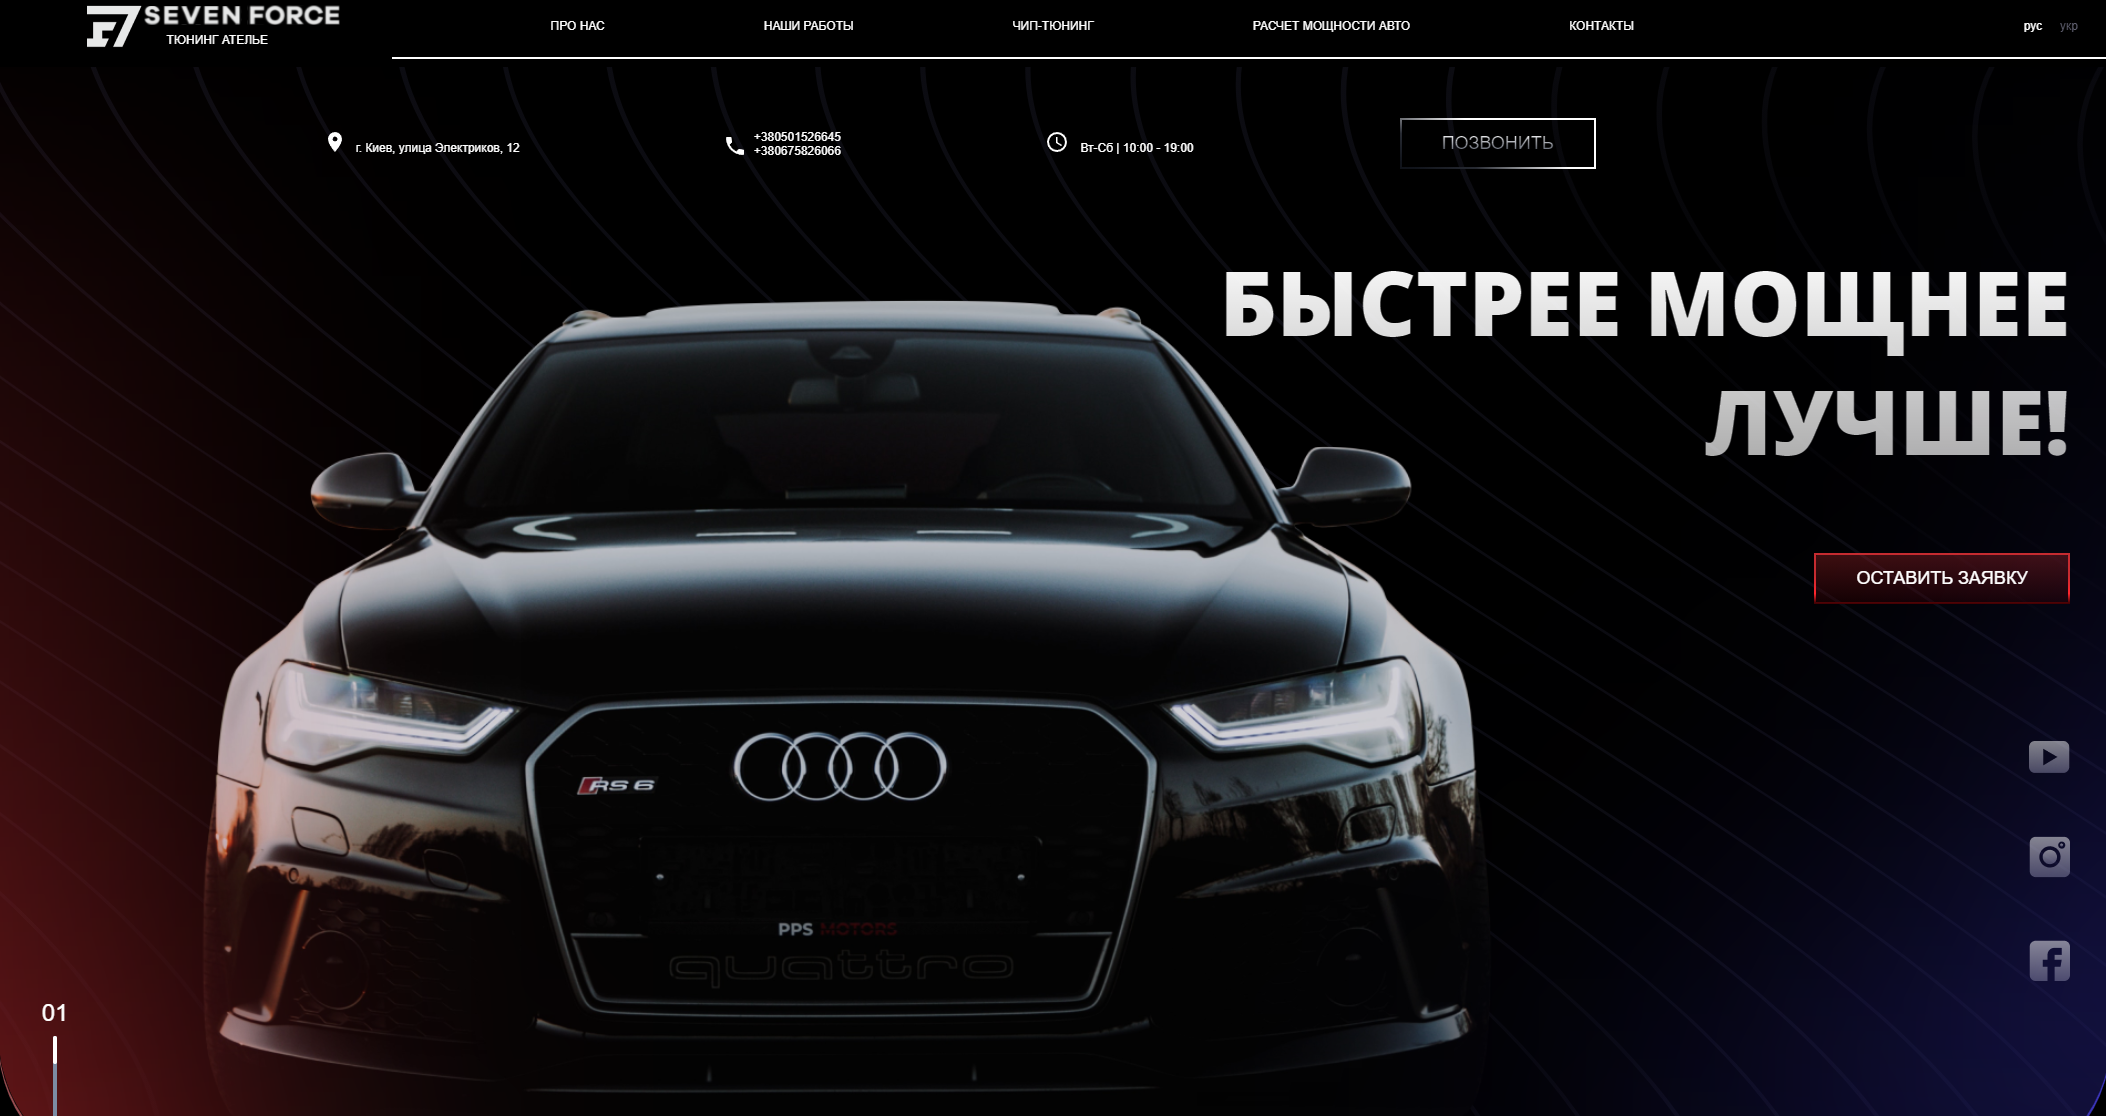 SEVEN FORCE
ТЮНИНГ АТЕЛЬЕ
ПРО НАС
НАШИ РАБОТЫ
ЧИП-ТЮНИНГ
РАСЧЕТ МОЩНОСТИ АВТО
КОНТАКТЫ
рус
укр
г. Киев, улица Электриков, 12
+380501526645
+380675826066
Вт-Сб | 10:00 - 19:00
ПОЗВОНИТЬ
БЫСТРЕЕ МОЩНЕЕ
ЛУЧШЕ!
ОСТАВИТЬ ЗАЯВКУ
RS 6
PPS MOTORS
quattro
01